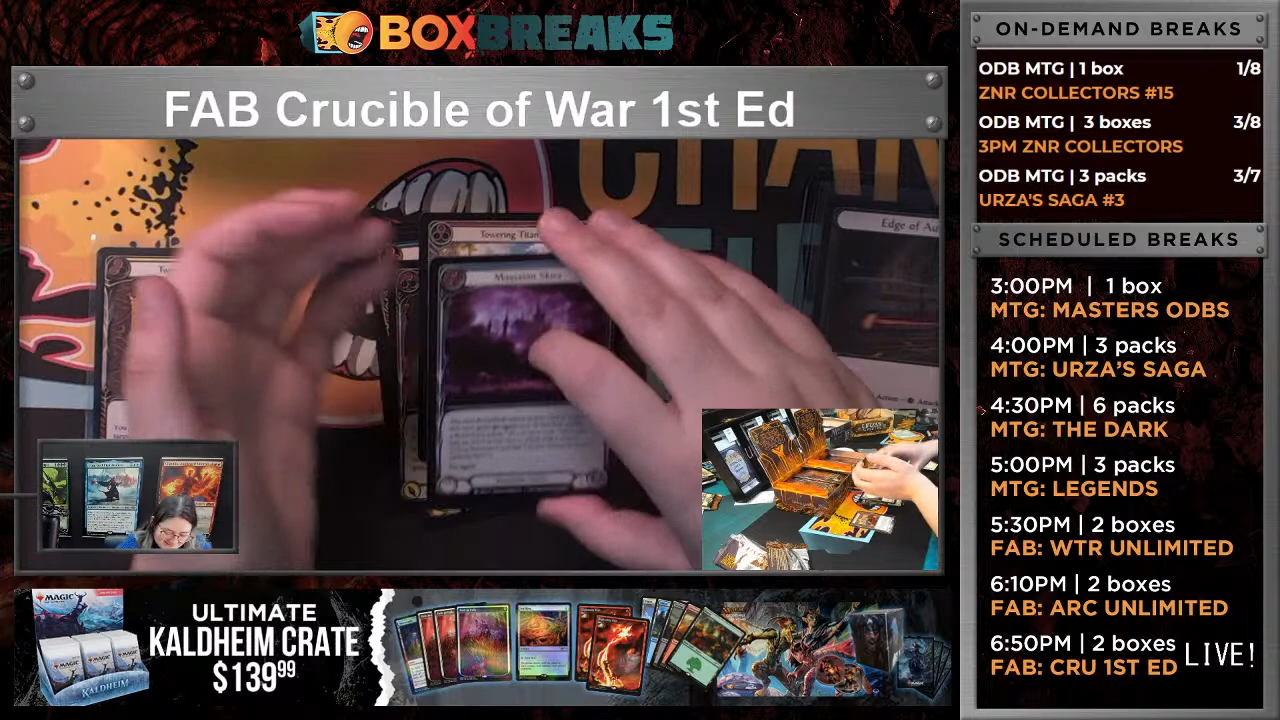 BOXBREAKS
FAB Crucible of War 1st Ed
Towering Titan
Edge of Au
Action
Attack
ULTIMATE
KALDHEIM CRATE
$139⁹⁹
MAGIC
KALDHEIM
ON-DEMAND BREAKS
ODB MTG | 1 box 1/8
ZNR COLLECTORS #15
ODB MTG | 3 boxes 3/8
3PM ZNR COLLECTORS
ODB MTG | 3 packs 3/7
URZA'S SAGA #3
SCHEDULED BREAKS
3:00PM | 1 box
MTG: MASTERS ODBS
4:00PM | 3 packs
MTG: URZA'S SAGA
4:30PM | 6 packs
MTG: THE DARK
5:00PM | 3 packs
MTG: LEGENDS
5:30PM | 2 boxes
FAB: WTR UNLIMITED
6:10PM | 2 boxes
FAB: ARC UNLIMITED
6:50PM | 2 boxes
FAB: CRU 1ST ED
LIVE!